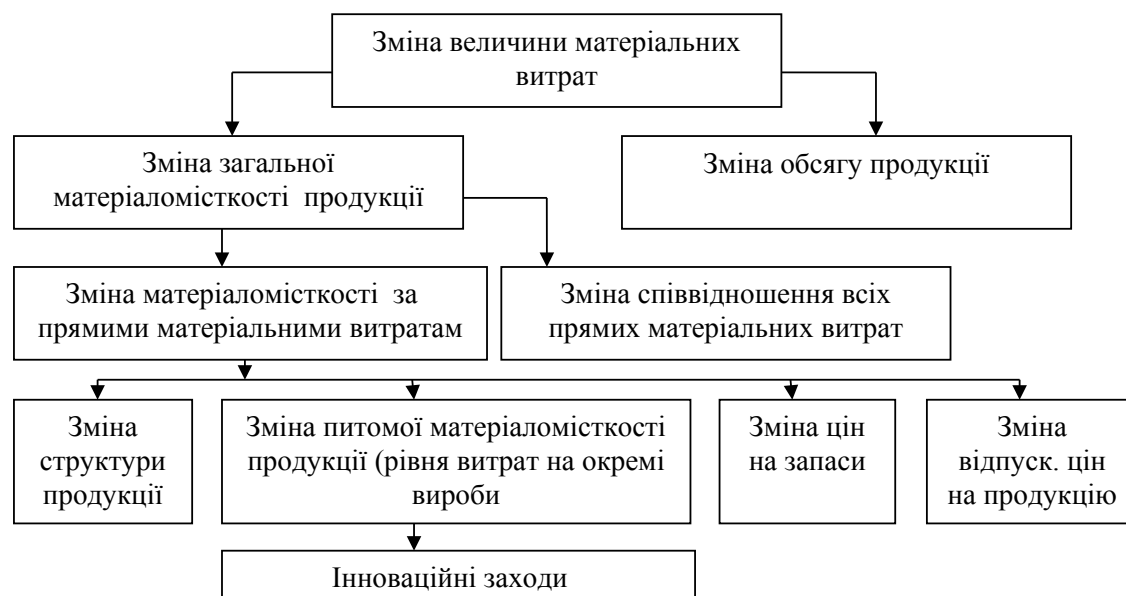 Зміна величини матеріальних
витрат
Зміна загальної
матеріаломісткості продукції
Зміна обсягу продукції
Зміна матеріаломісткості за
прямими матеріальними витратам
Зміна співвідношення всіх
прямих матеріальних витрат
Зміна
структури
продукції
Зміна питомої матеріаломісткості
продукції (рівня витрат на окремі
вироби
Зміна цін
на запаси
Зміна
відпуск. цін
на продукцію
Інноваційні заходи